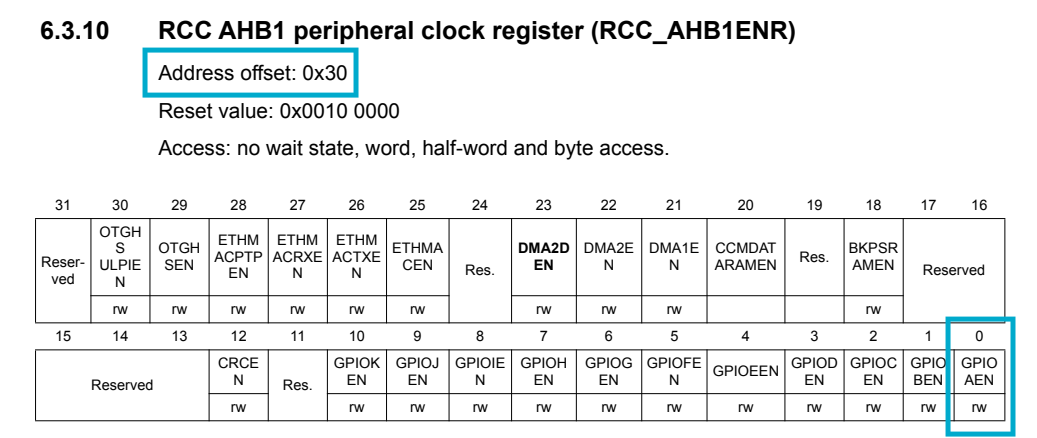 6.3.10 RCC AHB1 peripheral clock register (RCC_AHB1ENR)
Address offset: 0x30
Reset value: 0x0010 0000
Access: no wait state, word, half-word and byte access.
31 30 29 28 27 26 25 24 23 22 21 20 19 18 17 16
Reser-ved OTGHS ULPIEN OTGHSEN ETHMACPTPEN ETHMACRXEN ETHMACTXEN ETHMACEN Res. DMA2DEN DMA2EN DMA1EN CCMDATARAMEN Res. BKPSRAMEN Reserved
rw rw rw rw rw rw rw rw rw rw
15 14 13 12 11 10 9 8 7 6 5 4 3 2 1 0
Reserved CRCEN Res. GPIOKEN GPIOJEN GPIOIEN GPIOHEN GPIOGEN GPIOFEN GPIOEEN GPIODEN GPIOCEN GPIOBEN GPIOAEN
rw rw rw rw rw rw rw rw rw rw rw rw